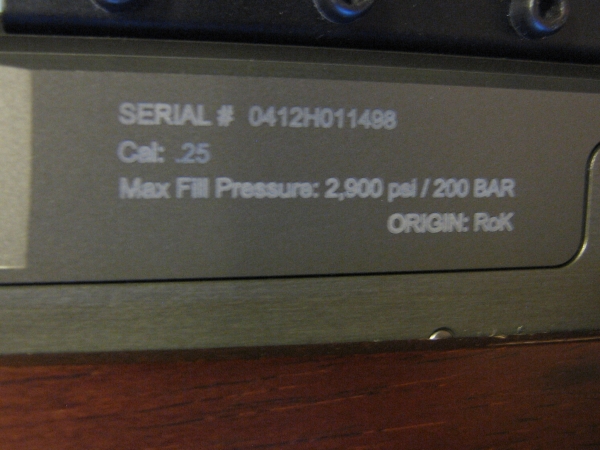 SERIAL # 0412H011498
Cal: .25
Max Fill Pressure: 2,900 psi / 200 BAR
ORIGIN: RoK